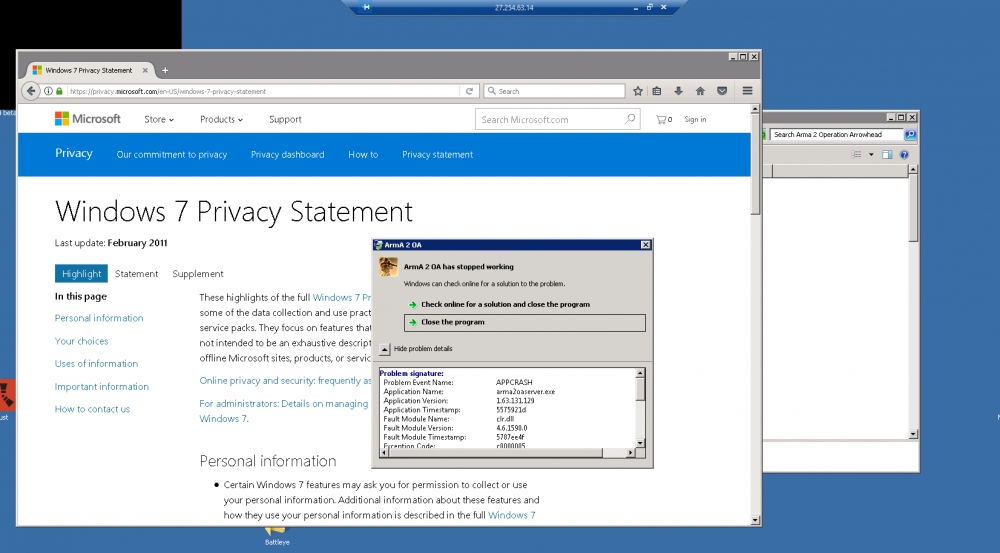 27.254.63.14
Windows 7 Privacy Statement
https://privacy.microsoft.com/en-US/windows-7-privacy-statement
Search
Microsoft
Store
Products
Support
Search Microsoft.com
0
Sign in
Search Arma 2 Operation Arrowhead
Privacy
Our commitment to privacy
Privacy dashboard
How to
Privacy statement
Windows 7 Privacy Statement
Last update: February 2011
Highlight
Statement
Supplement
In this page
Personal information
Your choices
Uses of information
Important information
How to contact us
These highlights of the full Windows 7 Pr
some of the data collection and use pract
service packs. They focus on features that
not intended to be an exhaustive descript
offline Microsoft sites, products, or servic
Online privacy and security: frequently as
For administrators: Details on managing
Windows 7.
Personal information
Certain Windows 7 features may ask you for permission to collect or use
your personal information. Additional information about these features and
how they use your personal information is described in the full Windows 7
ArmA 2 OA
ArmA 2 OA has stopped working
Windows can check online for a solution to the problem.
Check online for a solution and close the program
Close the program
Hide problem details
Problem signature:
Problem Event Name: APPCRASH
Application Name: arma2oaserver.exe
Application Version: 1.63.131.129
Application Timestamp: 5575921d
Fault Module Name: clr.dll
Fault Module Version: 4.6.1590.0
Fault Module Timestamp: 5787ee4f
Exception Code: c0000005
l beta
ust
Battleye